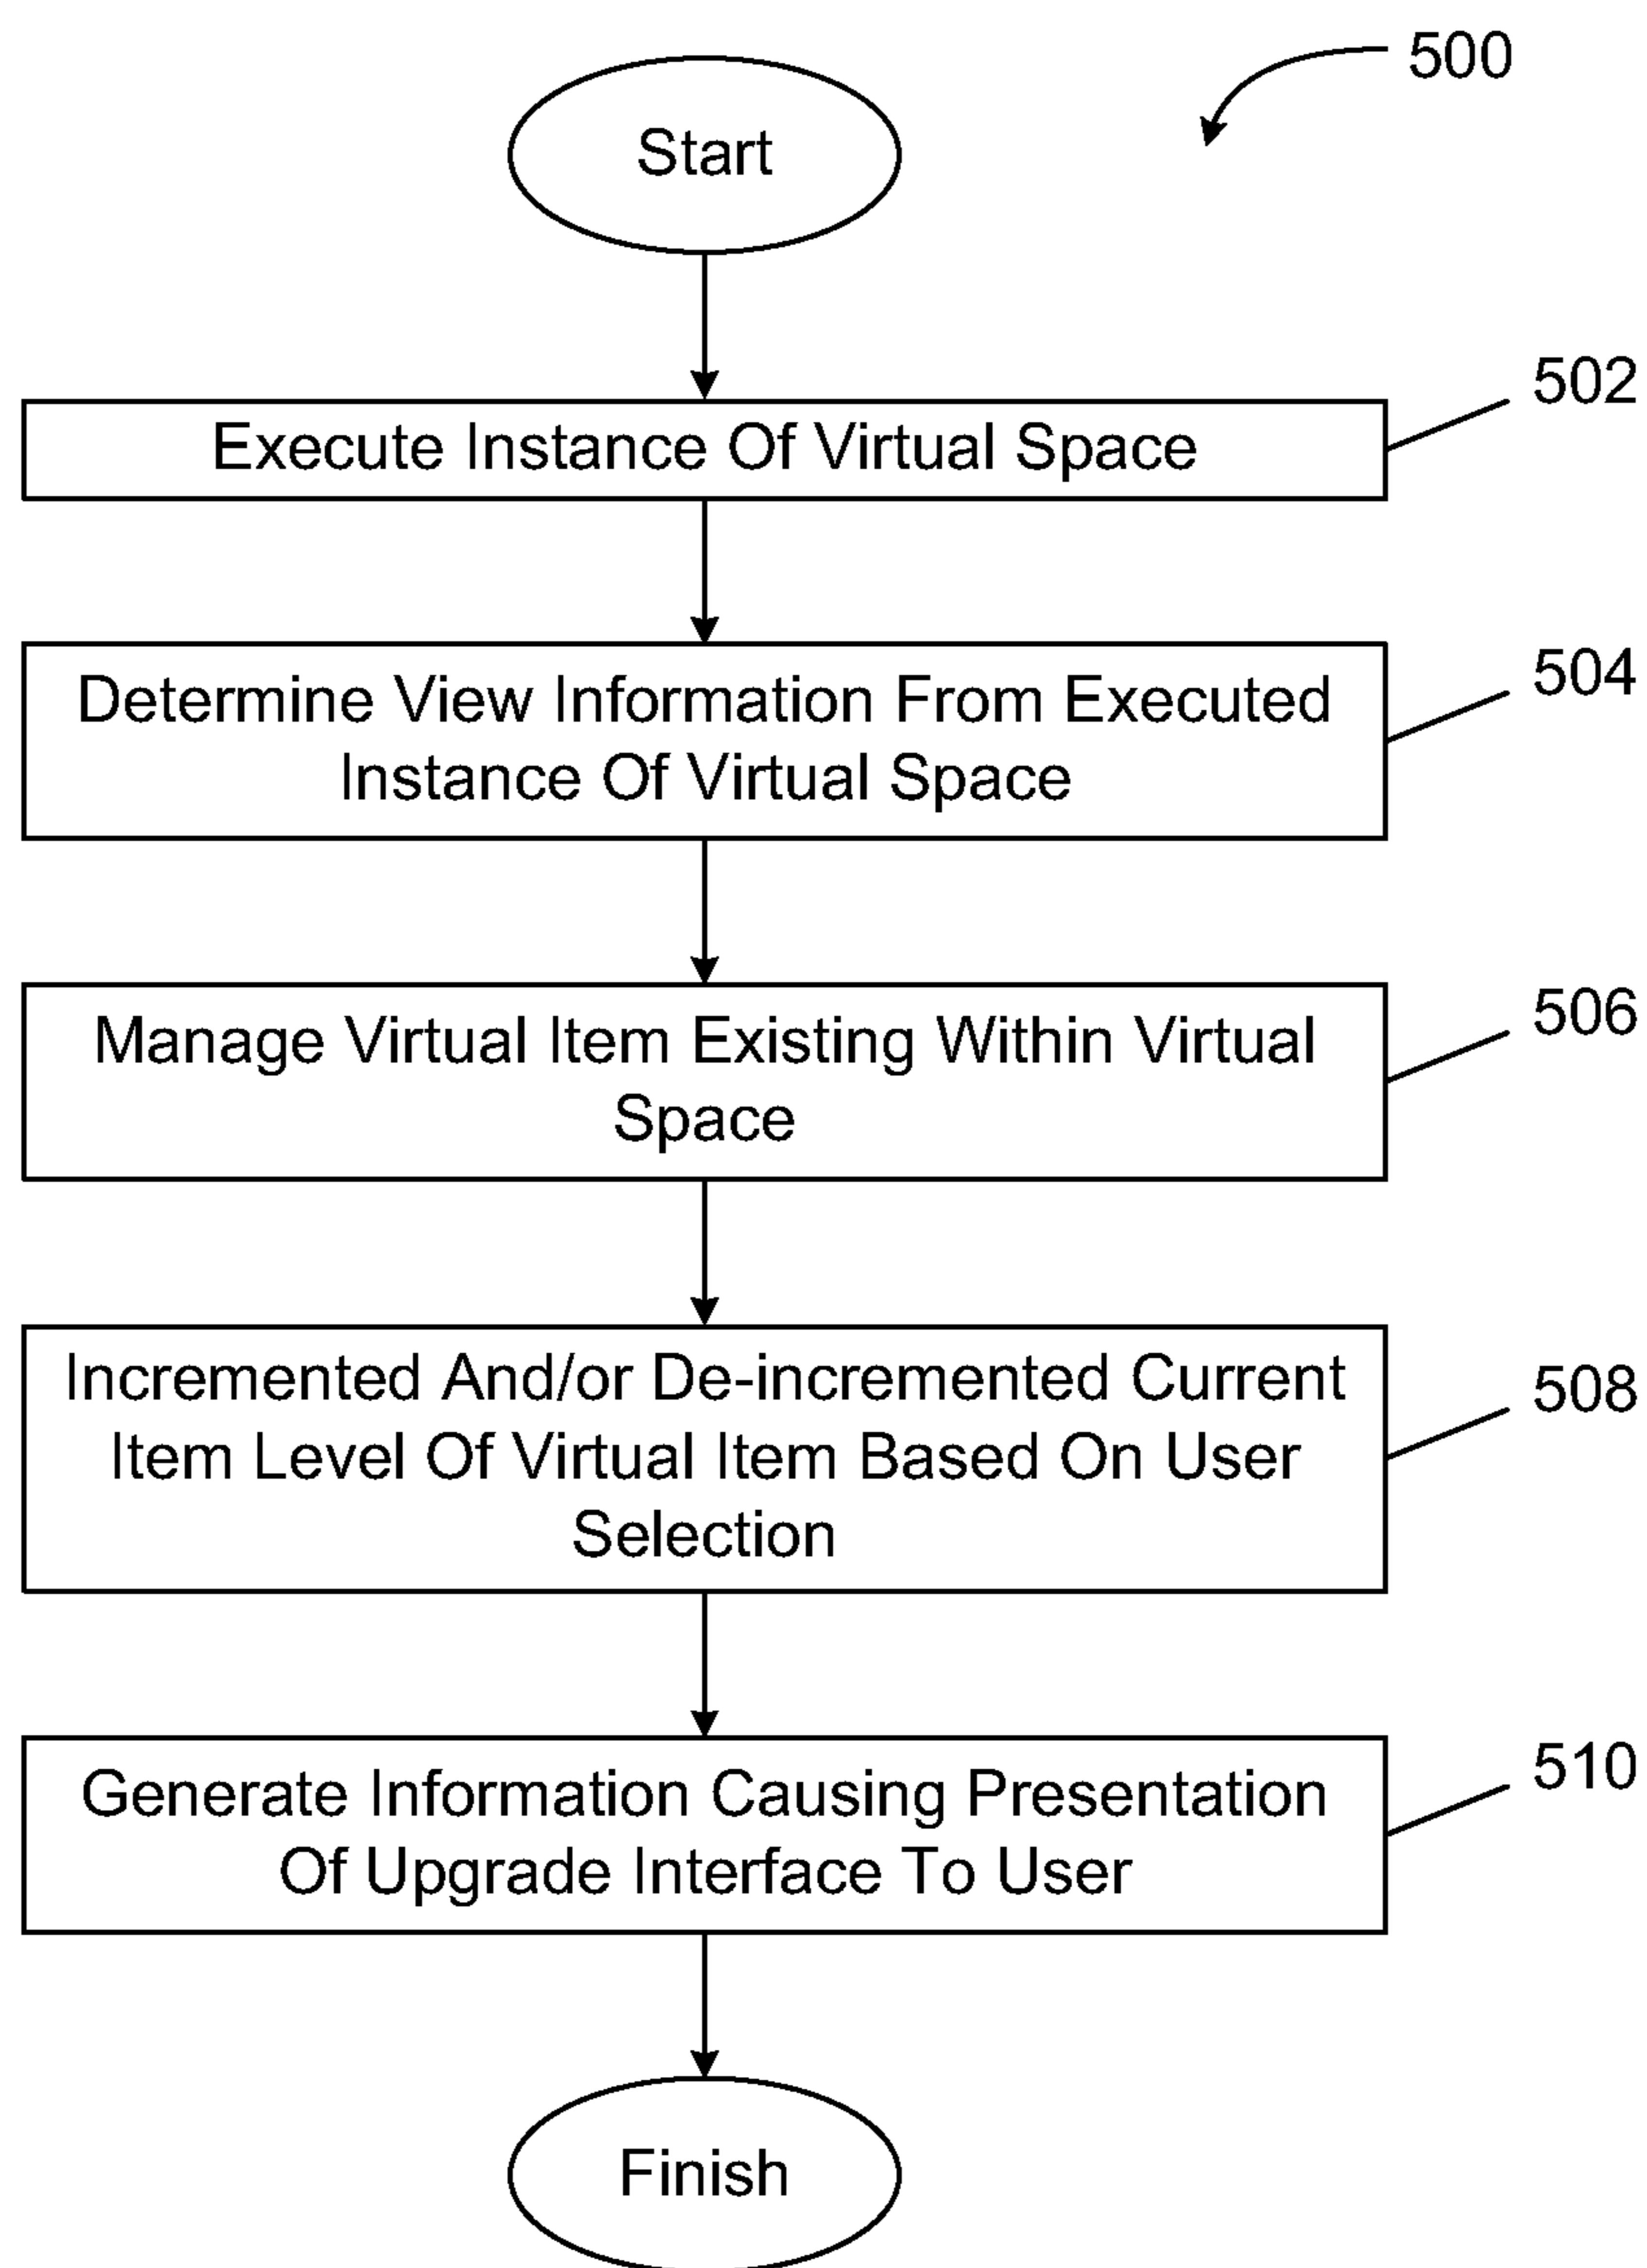 500
Start
502
Execute Instance Of Virtual Space
504
Determine View Information From Executed
Instance Of Virtual Space
506
Manage Virtual Item Existing Within Virtual
Space
508
Incremented And/or De-incremented Current
Item Level Of Virtual Item Based On User
Selection
510
Generate Information Causing Presentation
Of Upgrade Interface To User
Finish